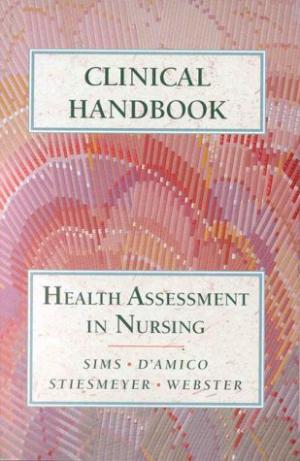 CLINICAL
HANDBOOK
HEALTH ASSESSMENT
IN NURSING
SIMS · D'AMICO
STIESMEYER · WEBSTER